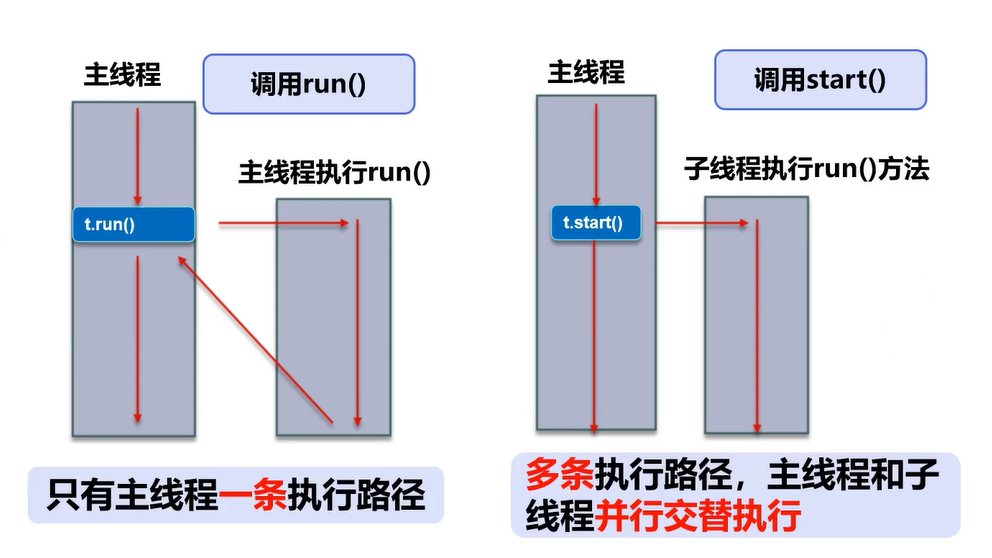 主线程
调用run()
主线程执行run()
t.run()
只有主线程一条执行路径
主线程
调用start()
子线程执行run()方法
t.start()
多条执行路径，主线程和子
线程并行交替执行